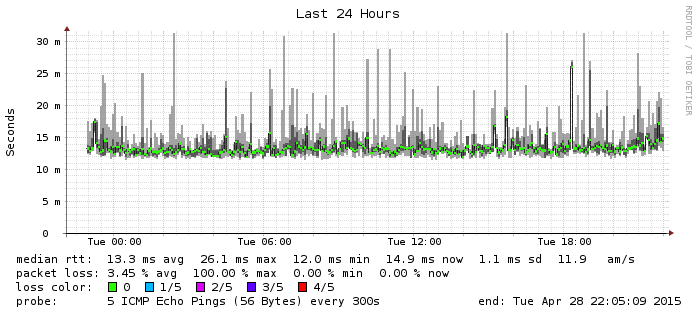 Last 24 Hours
RRDTOOL / TOBI OETIKER
Seconds
30 m
25 m
20 m
15 m
10 m
5 m
0
Tue 00:00 Tue 06:00 Tue 12:00 Tue 18:00
median rtt: 13.3 ms avg 26.1 ms max 12.0 ms min 14.9 ms now 1.1 ms sd 11.9 am/s
packet loss: 3.45 % avg 100.00 % max 0.00 % min 0.00 % now
loss color: 0 1/5 2/5 3/5 4/5
probe: 5 ICMP Echo Pings (56 Bytes) every 300s end: Tue Apr 28 22:05:09 2015